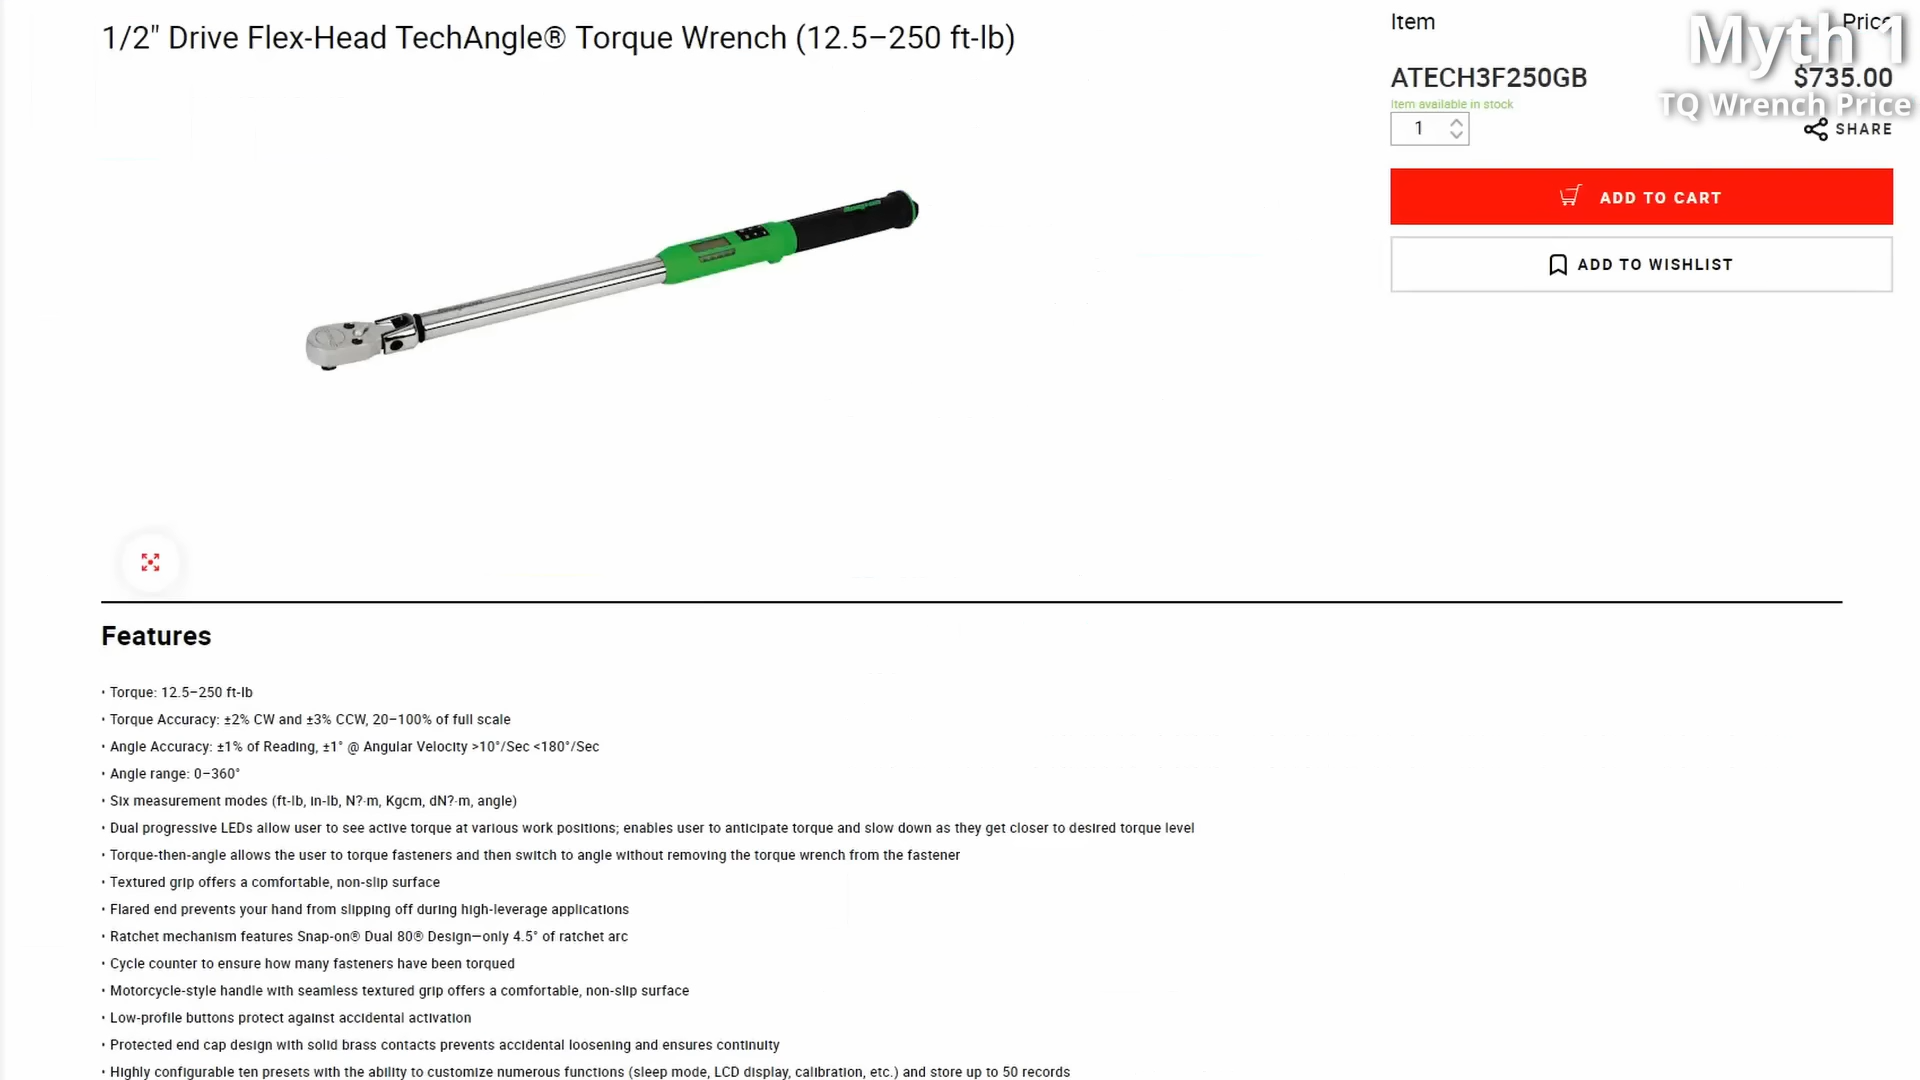 1/2" Drive Flex-Head TechAngle® Torque Wrench (12.5–250 ft-lb)
Item
Price
Myth 1
ATECH3F250GB
$735.00
Item available in stock
TQ Wrench Price
1
SHARE
ADD TO CART
ADD TO WISHLIST
Features
• Torque: 12.5–250 ft-lb
• Torque Accuracy: ±2% CW and ±3% CCW, 20–100% of full scale
• Angle Accuracy: ±1% of Reading, ±1° @ Angular Velocity >10°/Sec <180°/Sec
• Angle range: 0–360°
• Six measurement modes (ft-lb, in-lb, N?·m, Kgcm, dN?·m, angle)
• Dual progressive LEDs allow user to see active torque at various work positions; enables user to anticipate torque and slow down as they get closer to desired torque level
• Torque-then-angle allows the user to torque fasteners and then switch to angle without removing the torque wrench from the fastener
• Textured grip offers a comfortable, non-slip surface
• Flared end prevents your hand from slipping off during high-leverage applications
• Ratchet mechanism features Snap-on® Dual 80® Design—only 4.5° of ratchet arc
• Cycle counter to ensure how many fasteners have been torqued
• Motorcycle-style handle with seamless textured grip offers a comfortable, non-slip surface
• Low-profile buttons protect against accidental activation
• Protected end cap design with solid brass contacts prevents accidental loosening and ensures continuity
• Highly configurable ten presets with the ability to customize numerous functions (sleep mode, LCD display, calibration, etc.) and store up to 50 records